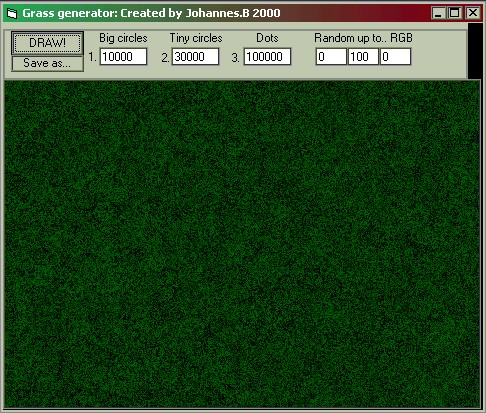 Grass generator: Created by Johannes.B 2000
DRAW! Big circles Tiny circles Dots Random up to.. RGB
Save as... 1. 10000 2. 30000 3. 100000 0 100 0